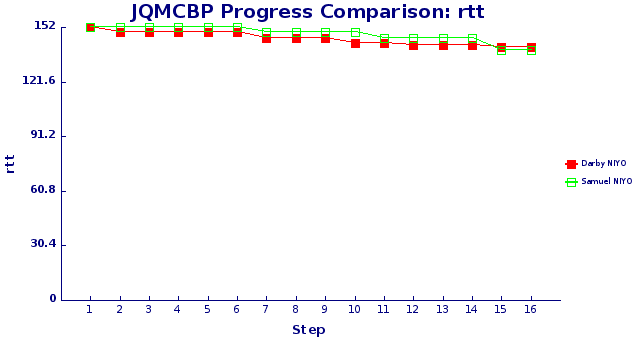 JQMCBP Progress Comparison: rtt
152
121.6
91.2
60.8
30.4
0
rtt
1 2 3 4 5 6 7 8 9 10 11 12 13 14 15 16
Step
Darby NIYO
Samuel NIYO